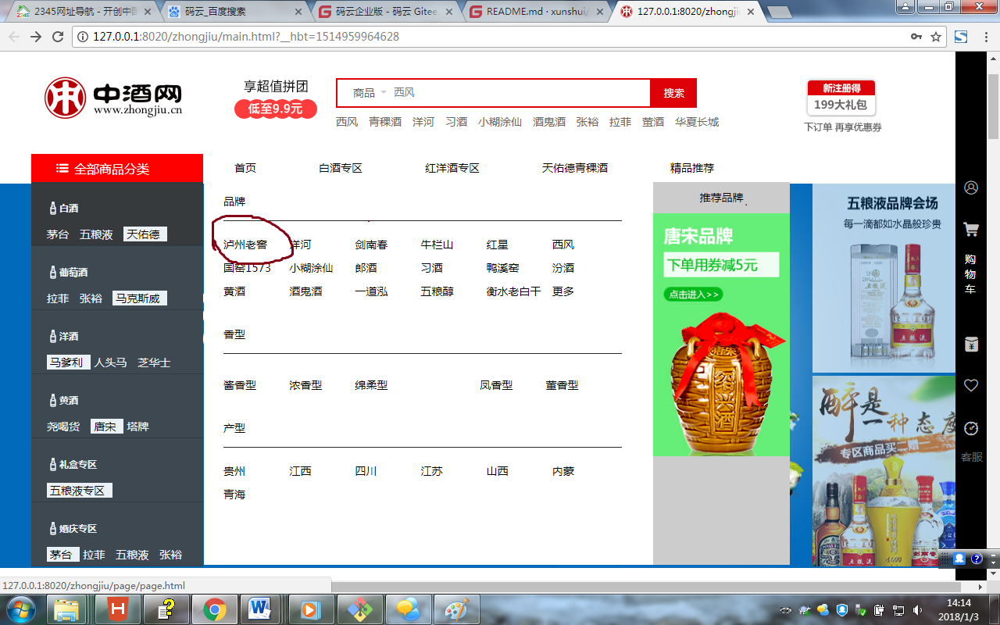 2345网址导航 - 开创中国
码云_百度搜索
码云企业版 - 码云 Gitee
README.md · xunshui/
127.0.0.1:8020/zhongji
127.0.0.1:8020/zhongjiu/main.html?__hbt=1514959964628
中酒网
www.zhongjiu.cn
享超值拼团
低至9.9元
商品 西风 搜索
西风 青稞酒 洋河 习酒 小糊涂仙 酒鬼酒 张裕 拉菲 萤酒 华夏长城
新注册得
199大礼包
下订单 再享优惠券
全部商品分类 首页 白酒专区 红洋酒专区 天佑德青稞酒 精品推荐
白酒
茅台 五粮液 天佑德
葡萄酒
拉菲 张裕 马克斯威
洋酒
马爹利 人头马 芝华士
黄酒
尧喝货 唐宋 塔牌
礼盒专区
五粮液专区
婚庆专区
茅台 拉菲 五粮液 张裕
品牌
泸州老窖 洋河 剑南春 牛栏山 红星 西风
国窖1573 小糊涂仙 郎酒 习酒 鸭溪窖 汾酒
黄酒 酒鬼酒 一道泓 五粮醇 衡水老白干 更多
香型
酱香型 浓香型 绵柔型 凤香型 董香型
产型
贵州 江西 四川 江苏 山西 内蒙
青海
推荐品牌
唐宋品牌
下单用券减5元
点击进入>>
唐宋
绍兴酒
五粮液品牌会场
每一滴都如水晶般珍贵
五粮液
醉是一种态度
专区商品买二赠一
购物车
客服
127.0.0.1:8020/zhongjiu/page/page.html
14:14
2018/1/3